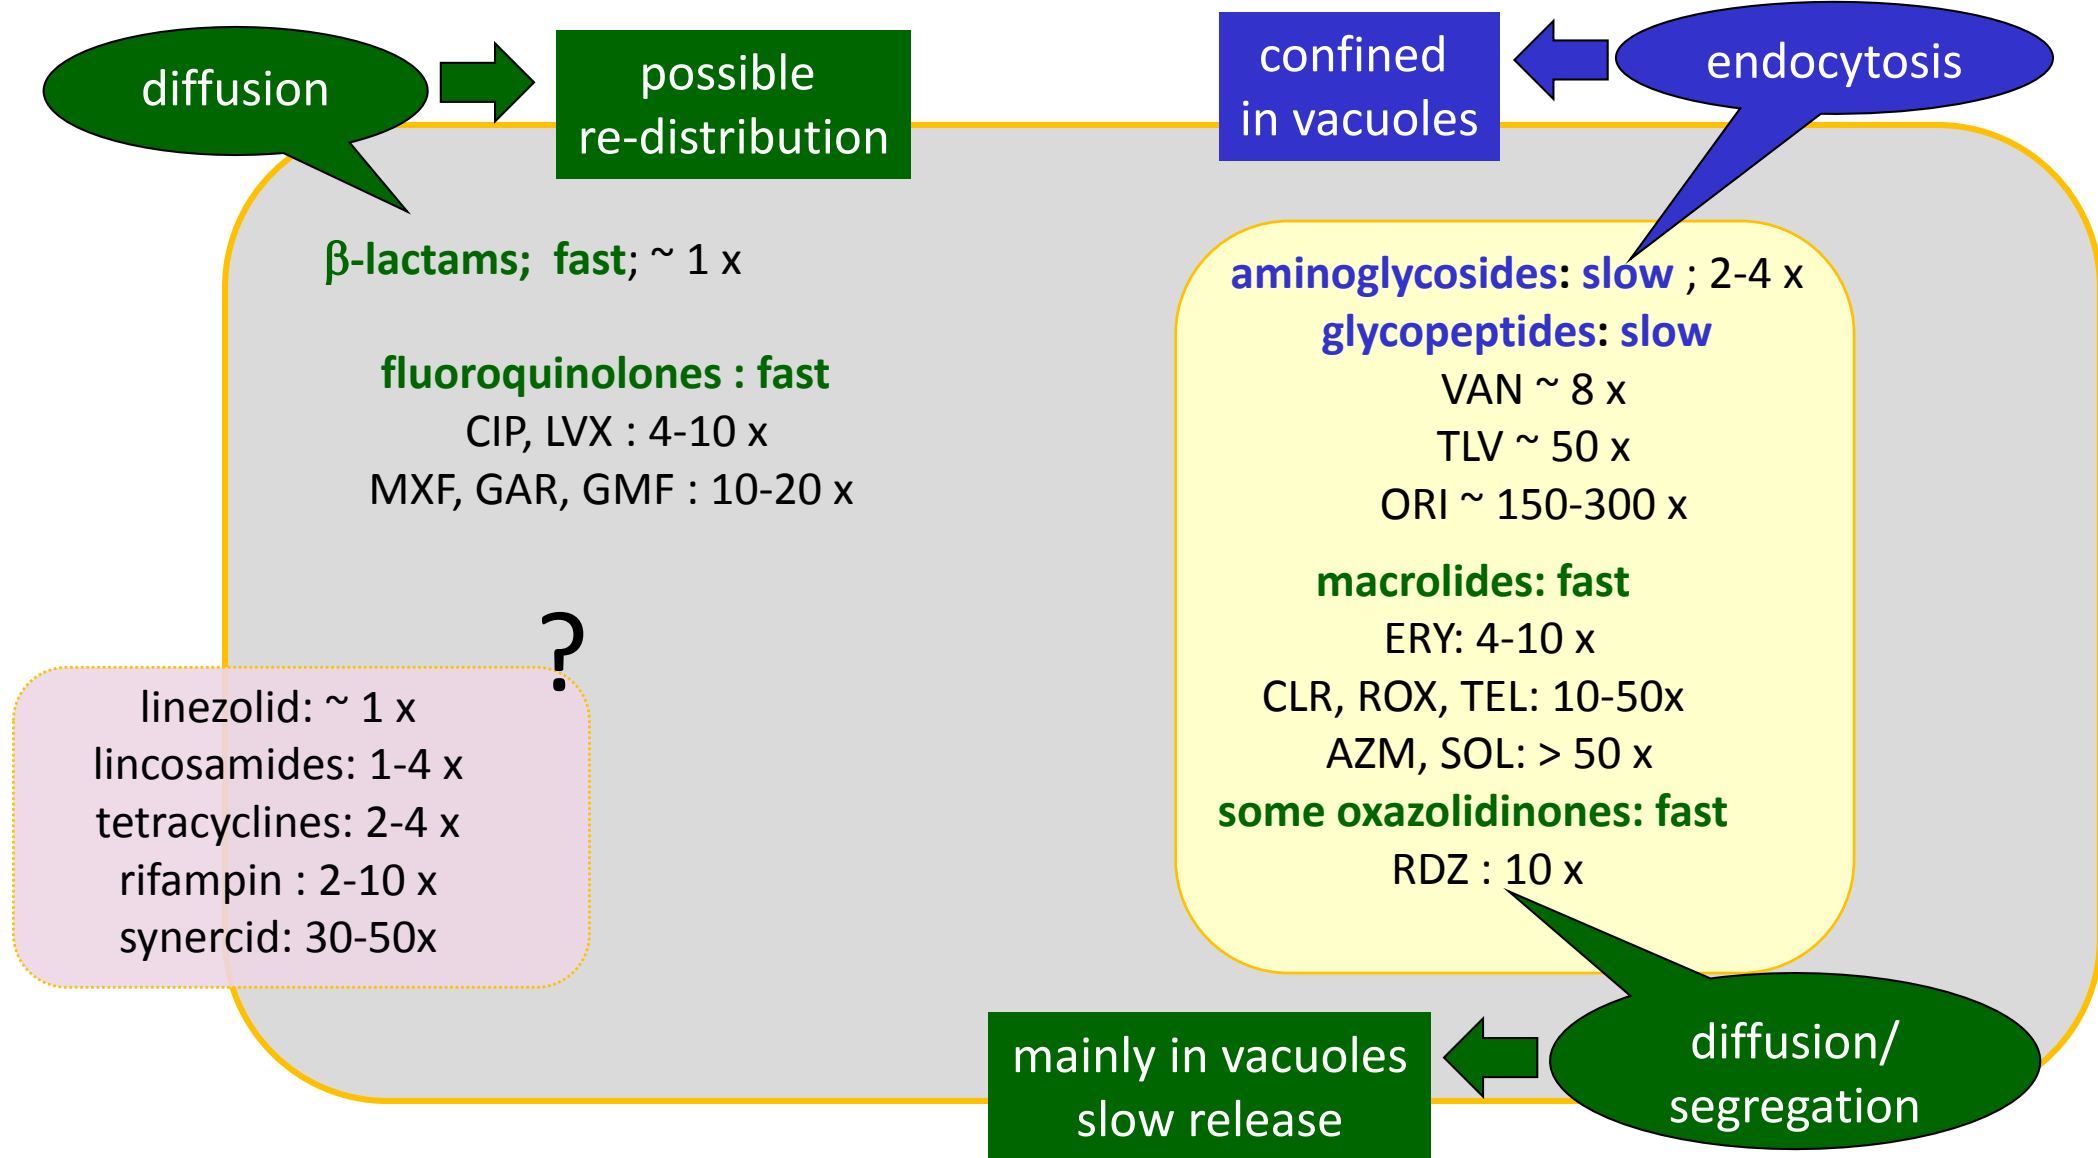 diffusion
possible
re-distribution
confined
in vacuoles
endocytosis
β-lactams;  fast; ~ 1 x
fluoroquinolones : fast
CIP, LVX : 4-10 x
MXF, GAR, GMF : 10-20 x
?
linezolid: ~ 1 x
lincosamides: 1-4 x
tetracyclines: 2-4 x
rifampin : 2-10 x
synercid: 30-50x
aminoglycosides: slow ; 2-4 x
glycopeptides: slow
VAN ~ 8 x
TLV ~ 50 x
ORI ~ 150-300 x
macrolides: fast
ERY: 4-10 x
CLR, ROX, TEL: 10-50x
AZM, SOL: > 50 x
some oxazolidinones: fast
RDZ : 10 x
mainly in vacuoles
slow release
diffusion/
segregation